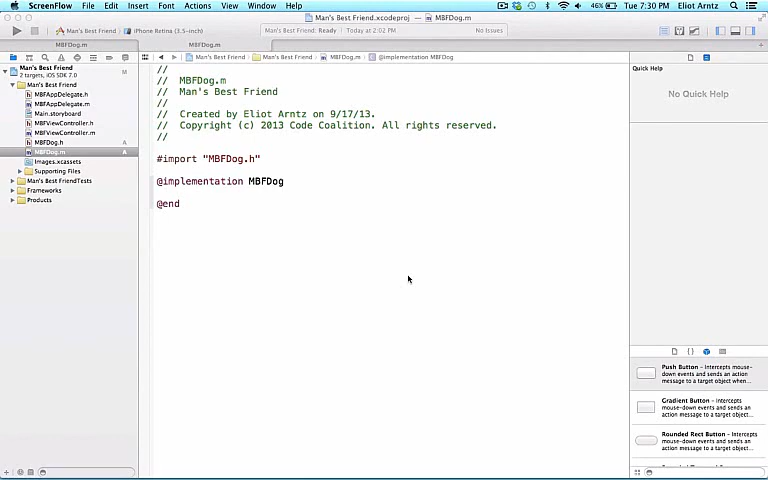 ScreenFlow File Edit Insert Font Actions View Window Help 46% Tue 7:30 PM Eliot Arntz
Man's Best Friend.xcodeproj — MBFDog.m
Man's Best Friend iPhone Retina (3.5-inch) Man's Best Friend: Ready Today at 2:02 PM No Issues
MBFDog.m MBFDog.m
Man's Best Friend Man's Best Friend MBFDog.m @implementation MBFDog
Man's Best Friend
2 targets, iOS SDK 7.0 M
Man's Best Friend
MBFAppDelegate.h
MBFAppDelegate.m
Main.storyboard
MBFViewController.h
MBFViewController.m
MBFDog.h A
MBFDog.m A
Images.xcassets
Supporting Files
Man's Best FriendTests
Frameworks
Products
//
// MBFDog.m
// Man's Best Friend
//
// Created by Eliot Arntz on 9/17/13.
// Copyright (c) 2013 Code Coalition. All rights reserved.
//
#import "MBFDog.h"
@implementation MBFDog
@end
Quick Help
No Quick Help
Push Button - Intercepts mouse-
down events and sends an action
message to a target object when...
Gradient Button - Intercepts
mouse-down events and sends an
action message to a target object...
Rounded Rect Button - Intercepts
mouse-down events and sends an
action message to a target object...